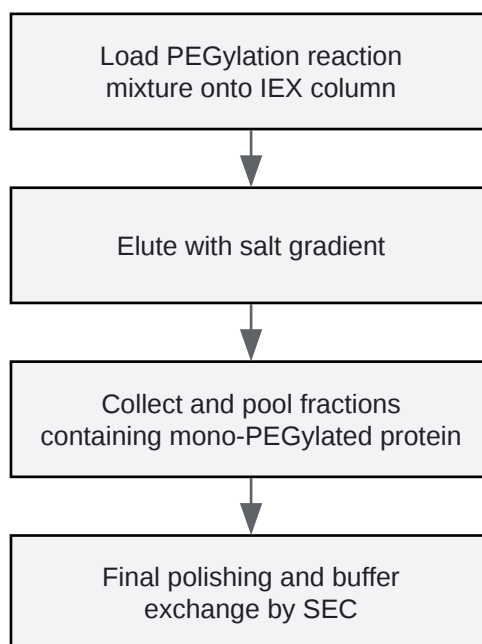 Load PEGylation reaction
mixture onto IEX column
Elute with salt gradient
Collect and pool fractions
containing mono-PEGylated protein
Final polishing and buffer
exchange by SEC